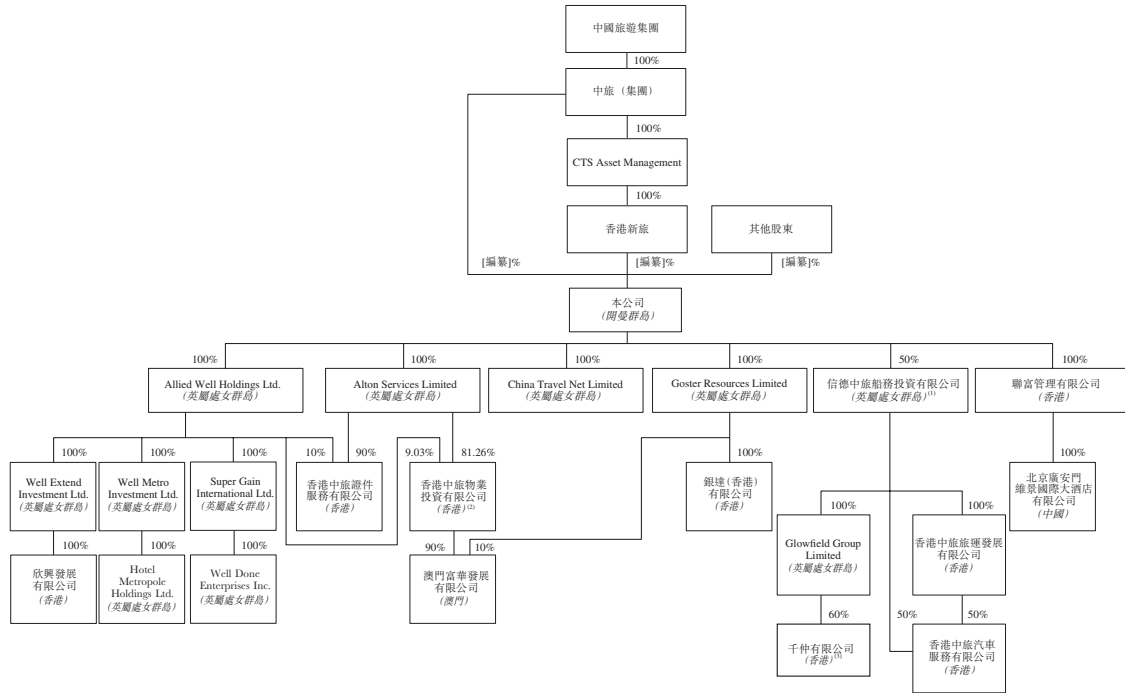 中國旅遊集團
100%
中旅（集團）
100%
CTS Asset Management
100%
香港新旅
其他股東
[編纂]%
[編纂]%
[編纂]%
本公司
(開曼群島)
100%
100%
100%
100%
50%
100%
Allied Well Holdings Ltd.
(英屬處女群島)
Alton Services Limited
(英屬處女群島)
China Travel Net Limited
(英屬處女群島)
Goster Resources Limited
(英屬處女群島)
信德中旅船務投資有限公司
(英屬處女群島)(1)
聯富管理有限公司
(香港)
100%
100%
100%
10%
90%
9.03%
81.26%
100%
100%
Well Extend
Investment Ltd.
(英屬處女群島)
Well Metro
Investment Ltd.
(英屬處女群島)
Super Gain
International Ltd.
(英屬處女群島)
香港中旅證件
服務有限公司
(香港)
香港中旅物業
投資有限公司
(香港)(2)
銀達(香港)
有限公司
(香港)
北京廣安門
維景國際大酒店
有限公司
(中國)
100%
100%
100%
90%
10%
100%
100%
欣興發展
有限公司
(香港)
Hotel
Metropole
Holdings Ltd.
(英屬處女群島)
Well Done
Enterprises Inc.
(英屬處女群島)
澳門富華發展
有限公司
(澳門)
Glowfield Group
Limited
(英屬處女群島)
香港中旅旅運發展
有限公司
(香港)
60%
50%
50%
千仲有限公司
(香港)(3)
香港中旅汽車
服務有限公司
(香港)